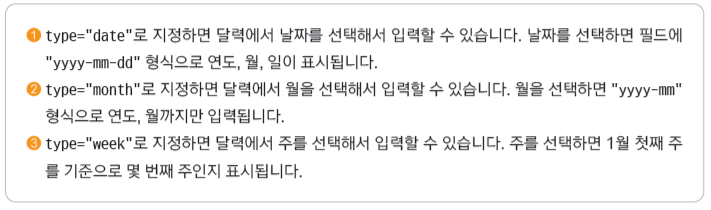 ① type="date"로 지정하면 달력에서 날짜를 선택해서 입력할 수 있습니다. 날짜를 선택하면 필드에
"yyyy-mm-dd" 형식으로 연도, 월, 일이 표시됩니다.
② type="month"로 지정하면 달력에서 월을 선택해서 입력할 수 있습니다. 월을 선택하면 "yyyy-mm"
형식으로 연도, 월까지만 입력됩니다.
③ type="week"로 지정하면 달력에서 주를 선택해서 입력할 수 있습니다. 주를 선택하면 1월 첫째 주
를 기준으로 몇 번째 주인지 표시됩니다.